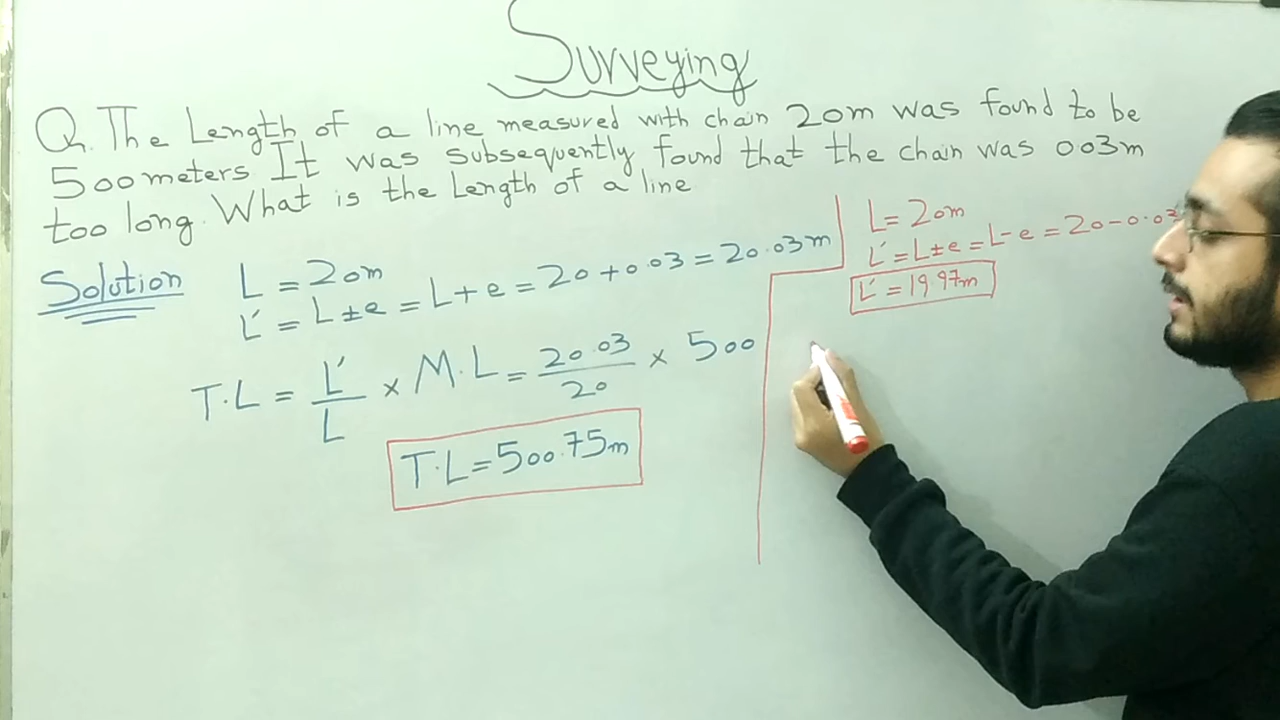 Surveying
Q. The Length of a line measured with chain 20m was found to be
500 meters. It was subsequently found that the chain was 0.03m
too long. What is the Length of a line
Solution
L = 20m
L' = L±e = L+e = 20+0.03 = 20.03m
T.L = L'/L × M.L = 20.03/20 × 500
T.L = 500.75m
L = 20m
L' = L±e = L-e = 20-0.03
L' = 19.97m